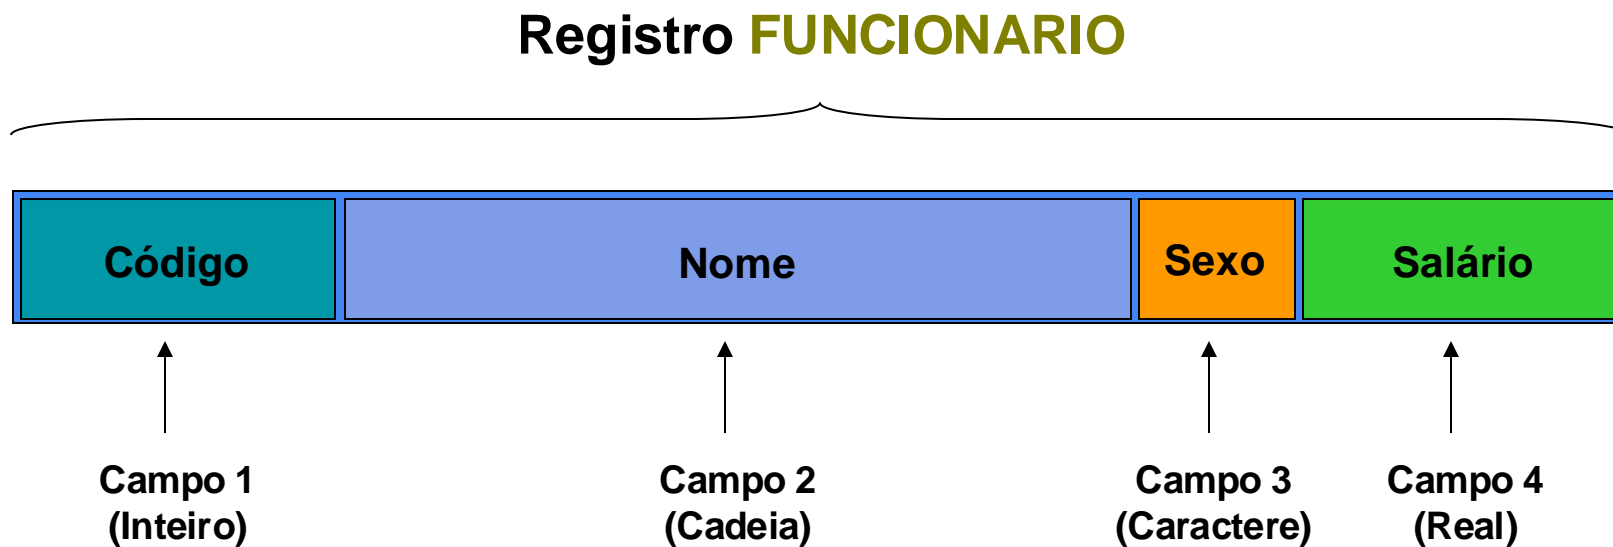 Registro FUNCIONARIO
Código
Nome
Sexo
Salário
Campo 1
(Inteiro)
Campo 2
(Cadeia)
Campo 3
(Caractere)
Campo 4
(Real)